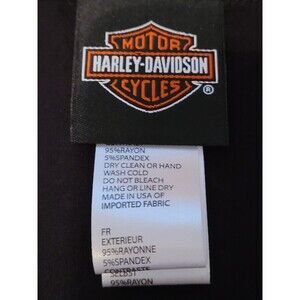 MOTOR
HARLEY-DAVIDSON
CYCLES
®
95%RAYON
5%SPANDEX
DRY CLEAN OR HAND
WASH COLD
DO NOT BLEACH
HANG OR LINE DRY
MADE IN USA OF
IMPORTED FABRIC
FR
EXTERIEUR
95%RAYONNE
5%SPANDEX
CONTRASTE
SELBST
95%RAYON